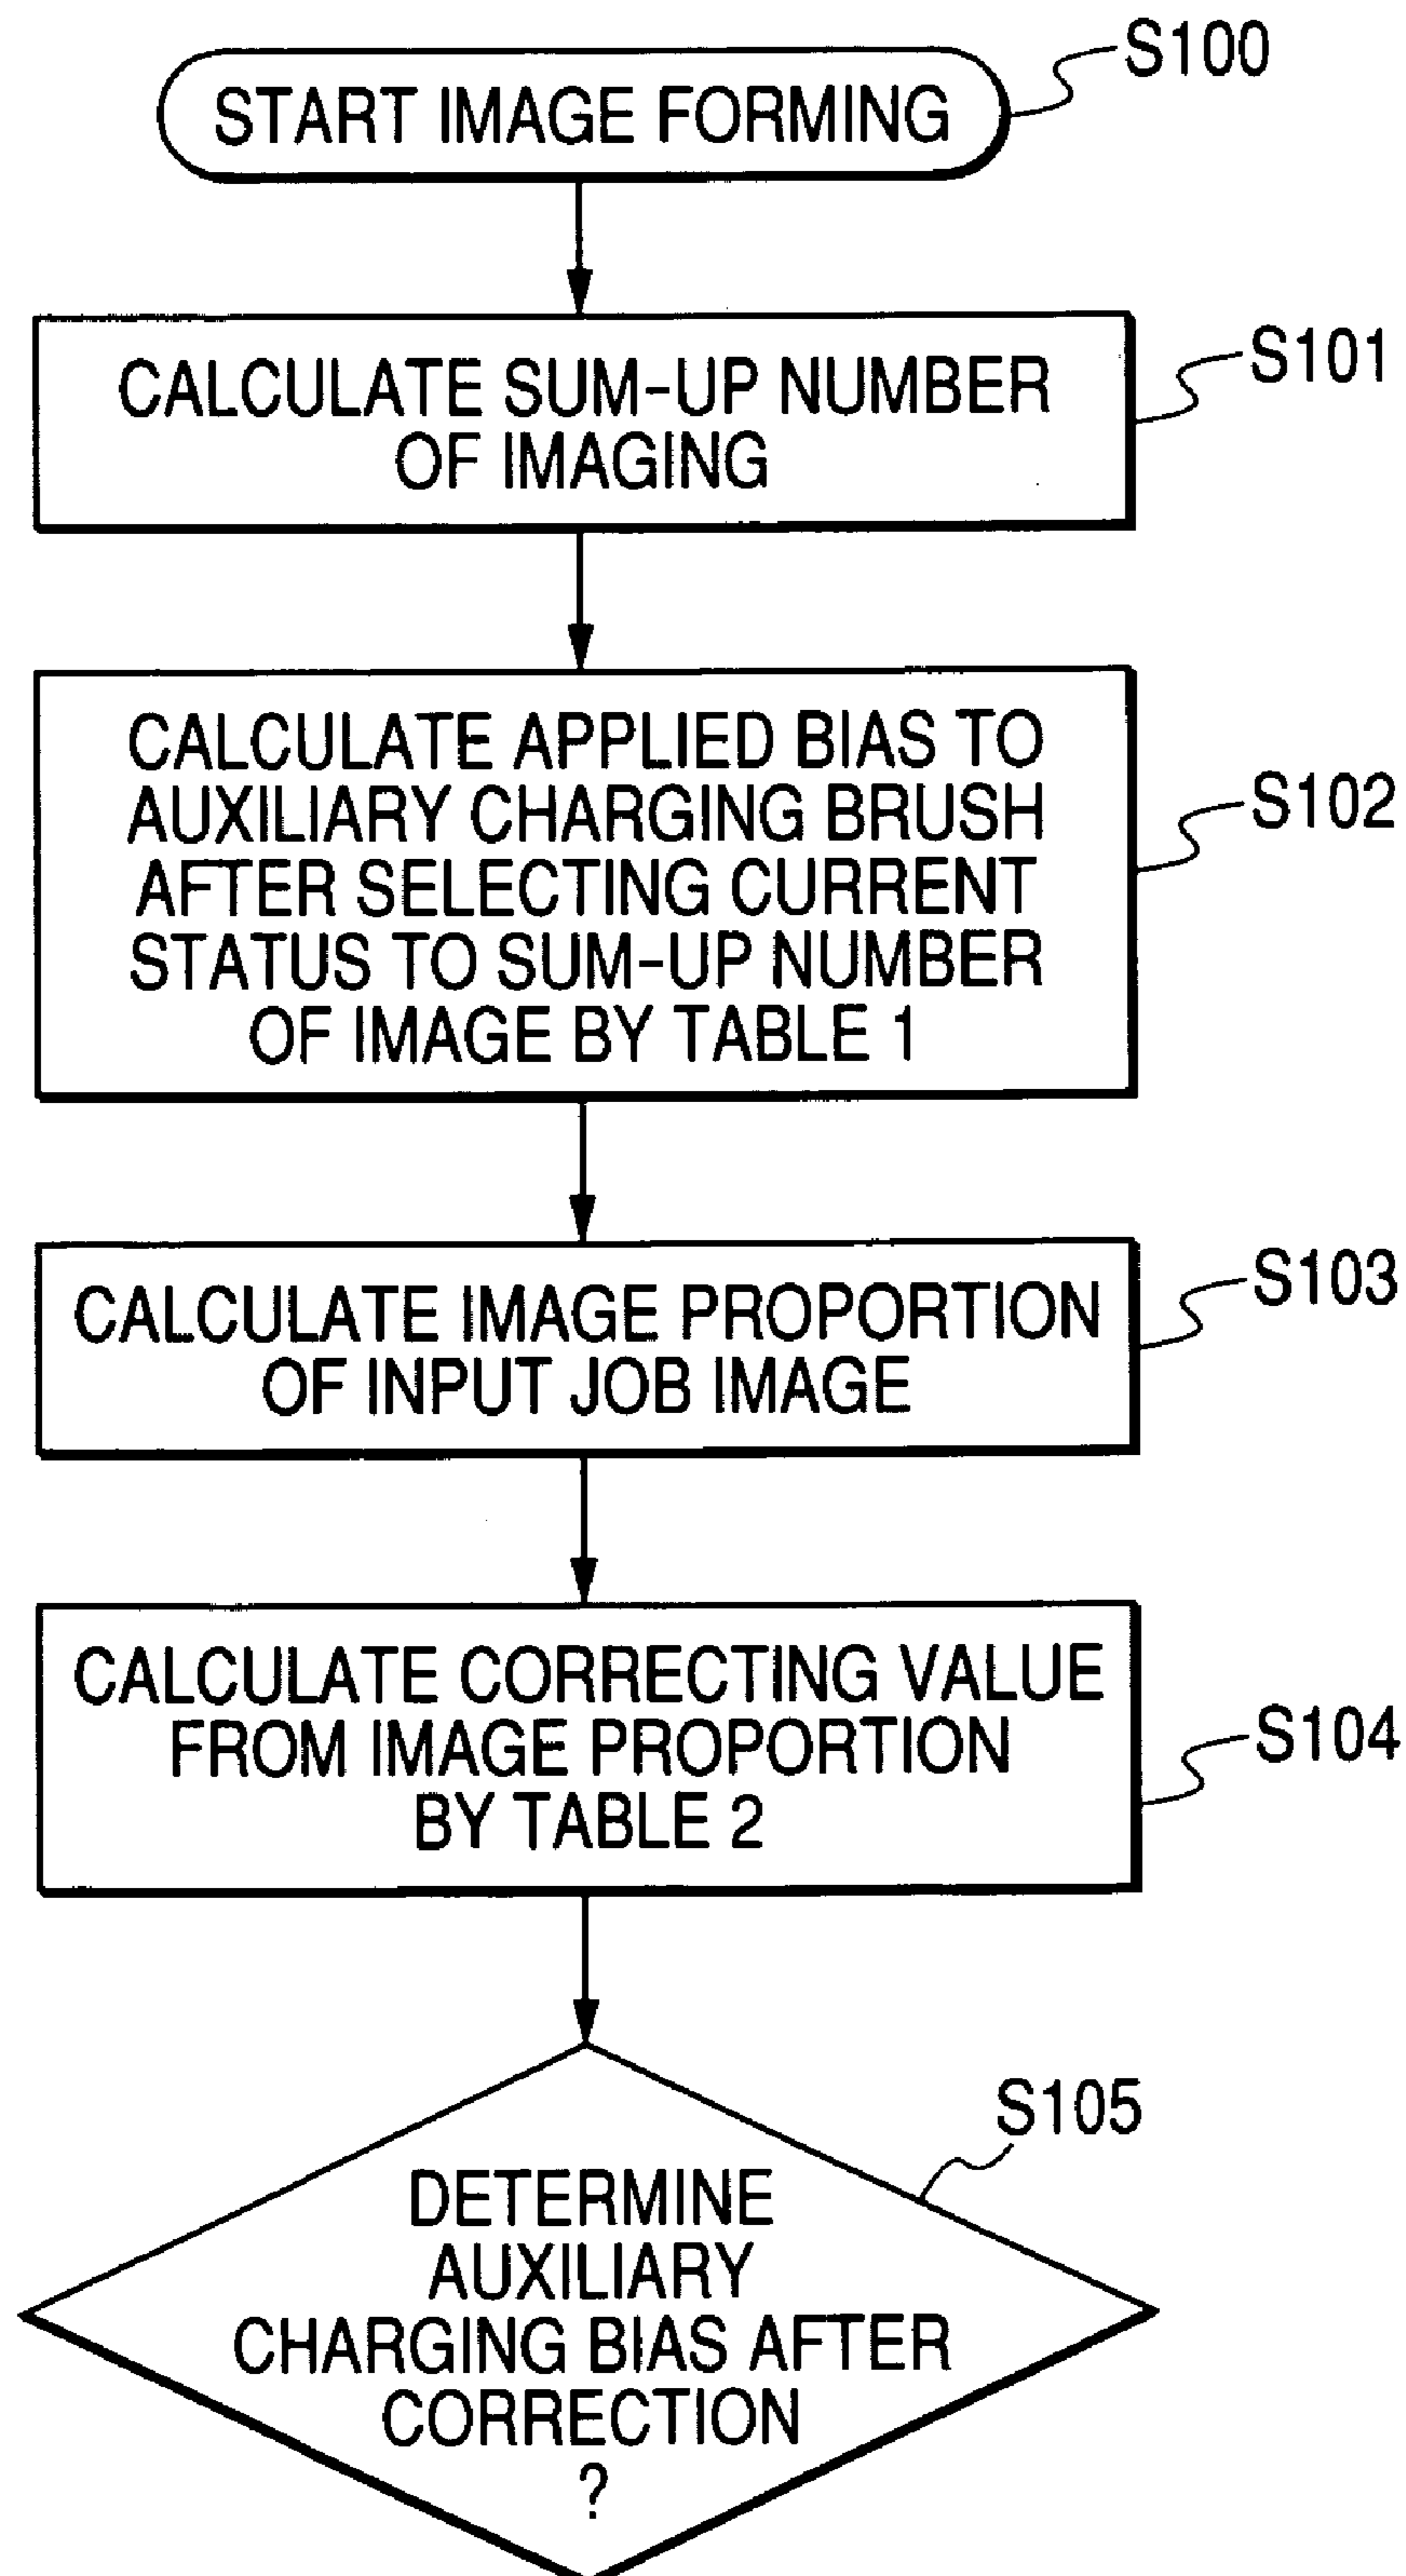 S100
START IMAGE FORMING
S101
CALCULATE SUM-UP NUMBER
OF IMAGING
S102
CALCULATE APPLIED BIAS TO
AUXILIARY CHARGING BRUSH
AFTER SELECTING CURRENT
STATUS TO SUM-UP NUMBER
OF IMAGE BY TABLE 1
S103
CALCULATE IMAGE PROPORTION
OF INPUT JOB IMAGE
S104
CALCULATE CORRECTING VALUE
FROM IMAGE PROPORTION
BY TABLE 2
S105
DETERMINE
AUXILIARY
CHARGING BIAS AFTER
CORRECTION
?